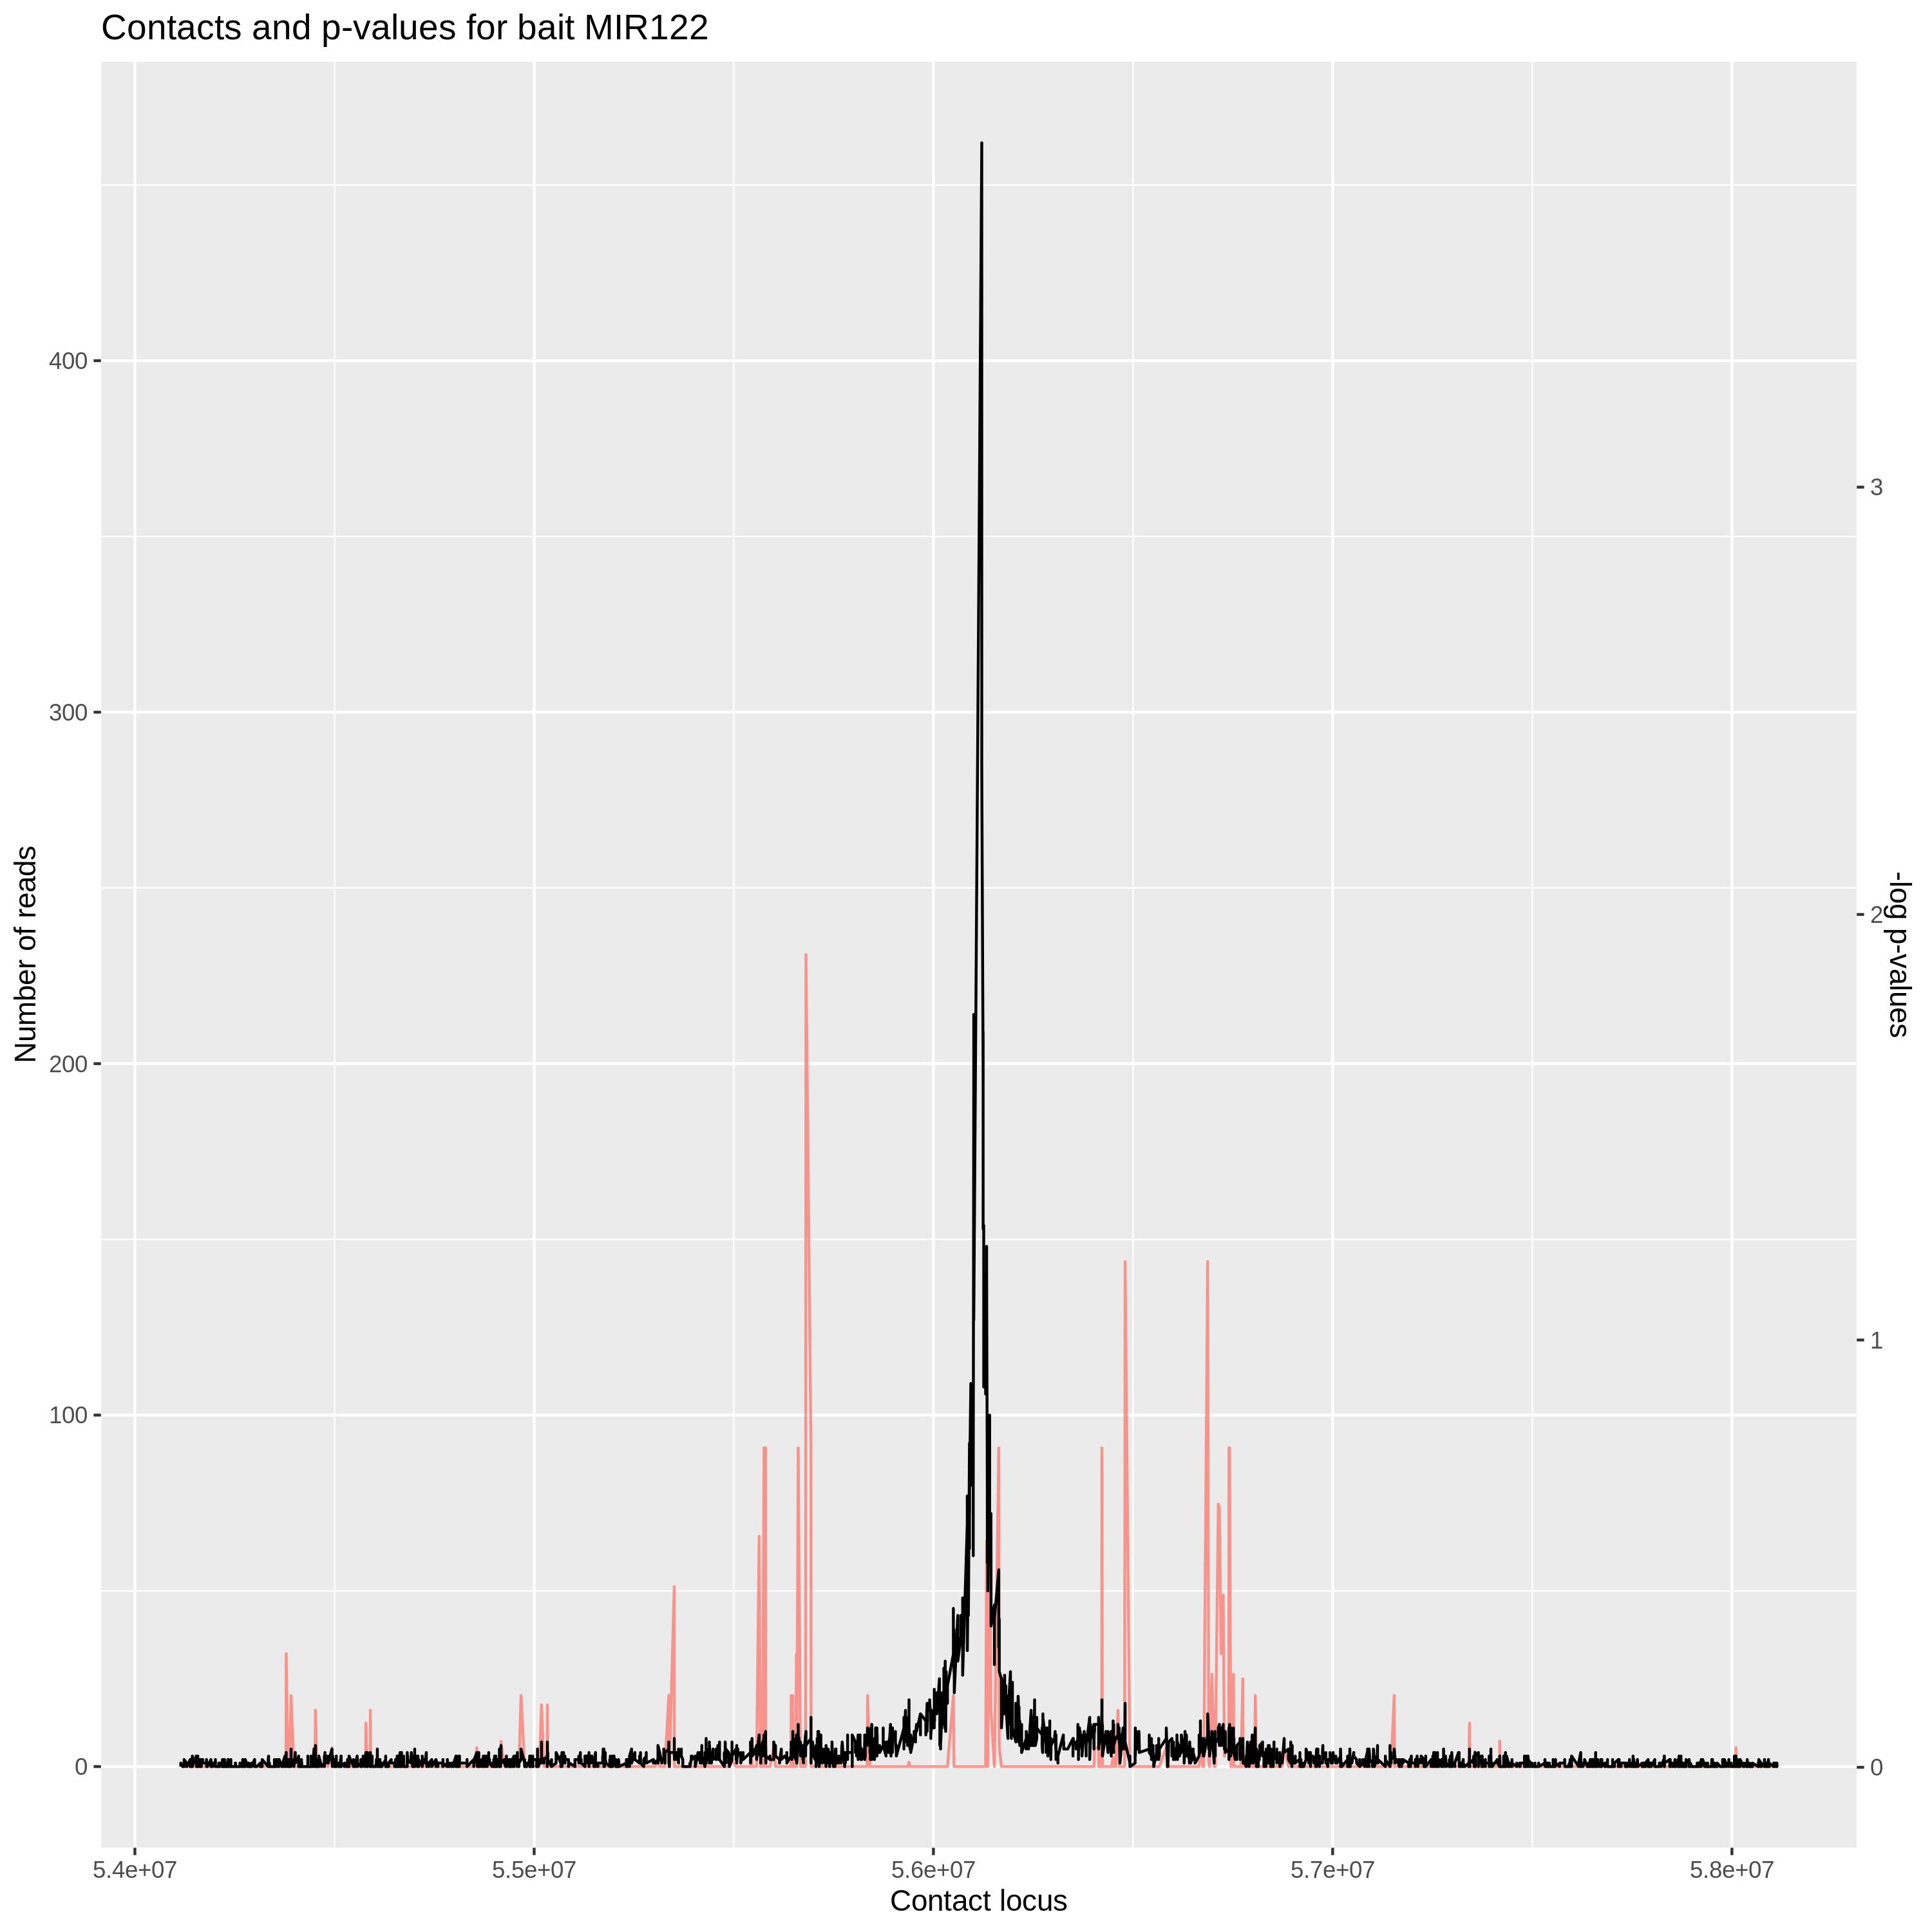 Contacts and p-values for bait MIR122
400
300
200
100
0
Number of reads
3
2
1
0
-log p-values
5.4e+07
5.5e+07
5.6e+07
5.7e+07
5.8e+07
Contact locus